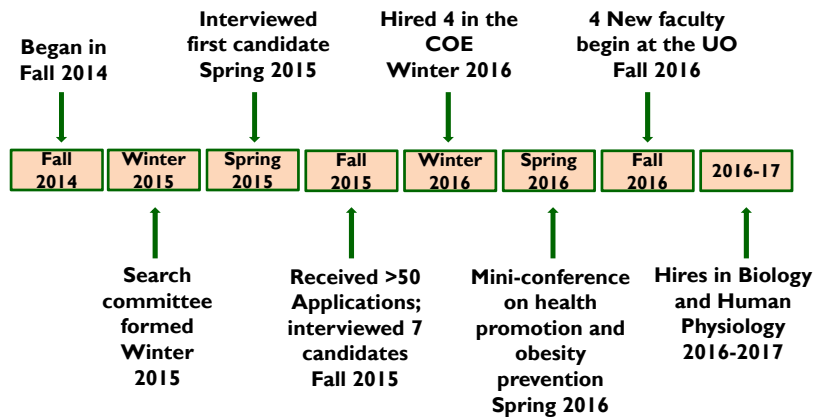 Began in
Fall 2014
Interviewed
first candidate
Spring 2015
Hired 4 in the
COE
Winter 2016
4 New faculty
begin at the UO
Fall 2016
Fall
2014
Winter
2015
Spring
2015
Fall
2015
Winter
2016
Spring
2016
Fall
2016
2016-17
Search
committee
formed
Winter
2015
Received >50
Applications;
interviewed 7
candidates
Fall 2015
Mini-conference
on health
promotion and
obesity
prevention
Spring 2016
Hires in Biology
and Human
Physiology
2016-2017